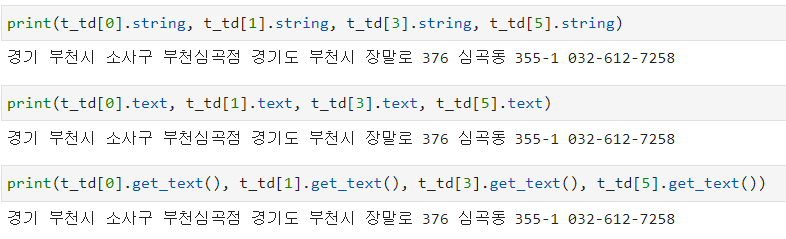 print(t_td[0].string, t_td[1].string, t_td[3].string, t_td[5].string)
경기 부천시 소사구 부천심곡점 경기도 부천시 장말로 376 심곡동 355-1 032-612-7258
print(t_td[0].text, t_td[1].text, t_td[3].text, t_td[5].text)
경기 부천시 소사구 부천심곡점 경기도 부천시 장말로 376 심곡동 355-1 032-612-7258
print(t_td[0].get_text(), t_td[1].get_text(), t_td[3].get_text(), t_td[5].get_text())
경기 부천시 소사구 부천심곡점 경기도 부천시 장말로 376 심곡동 355-1 032-612-7258